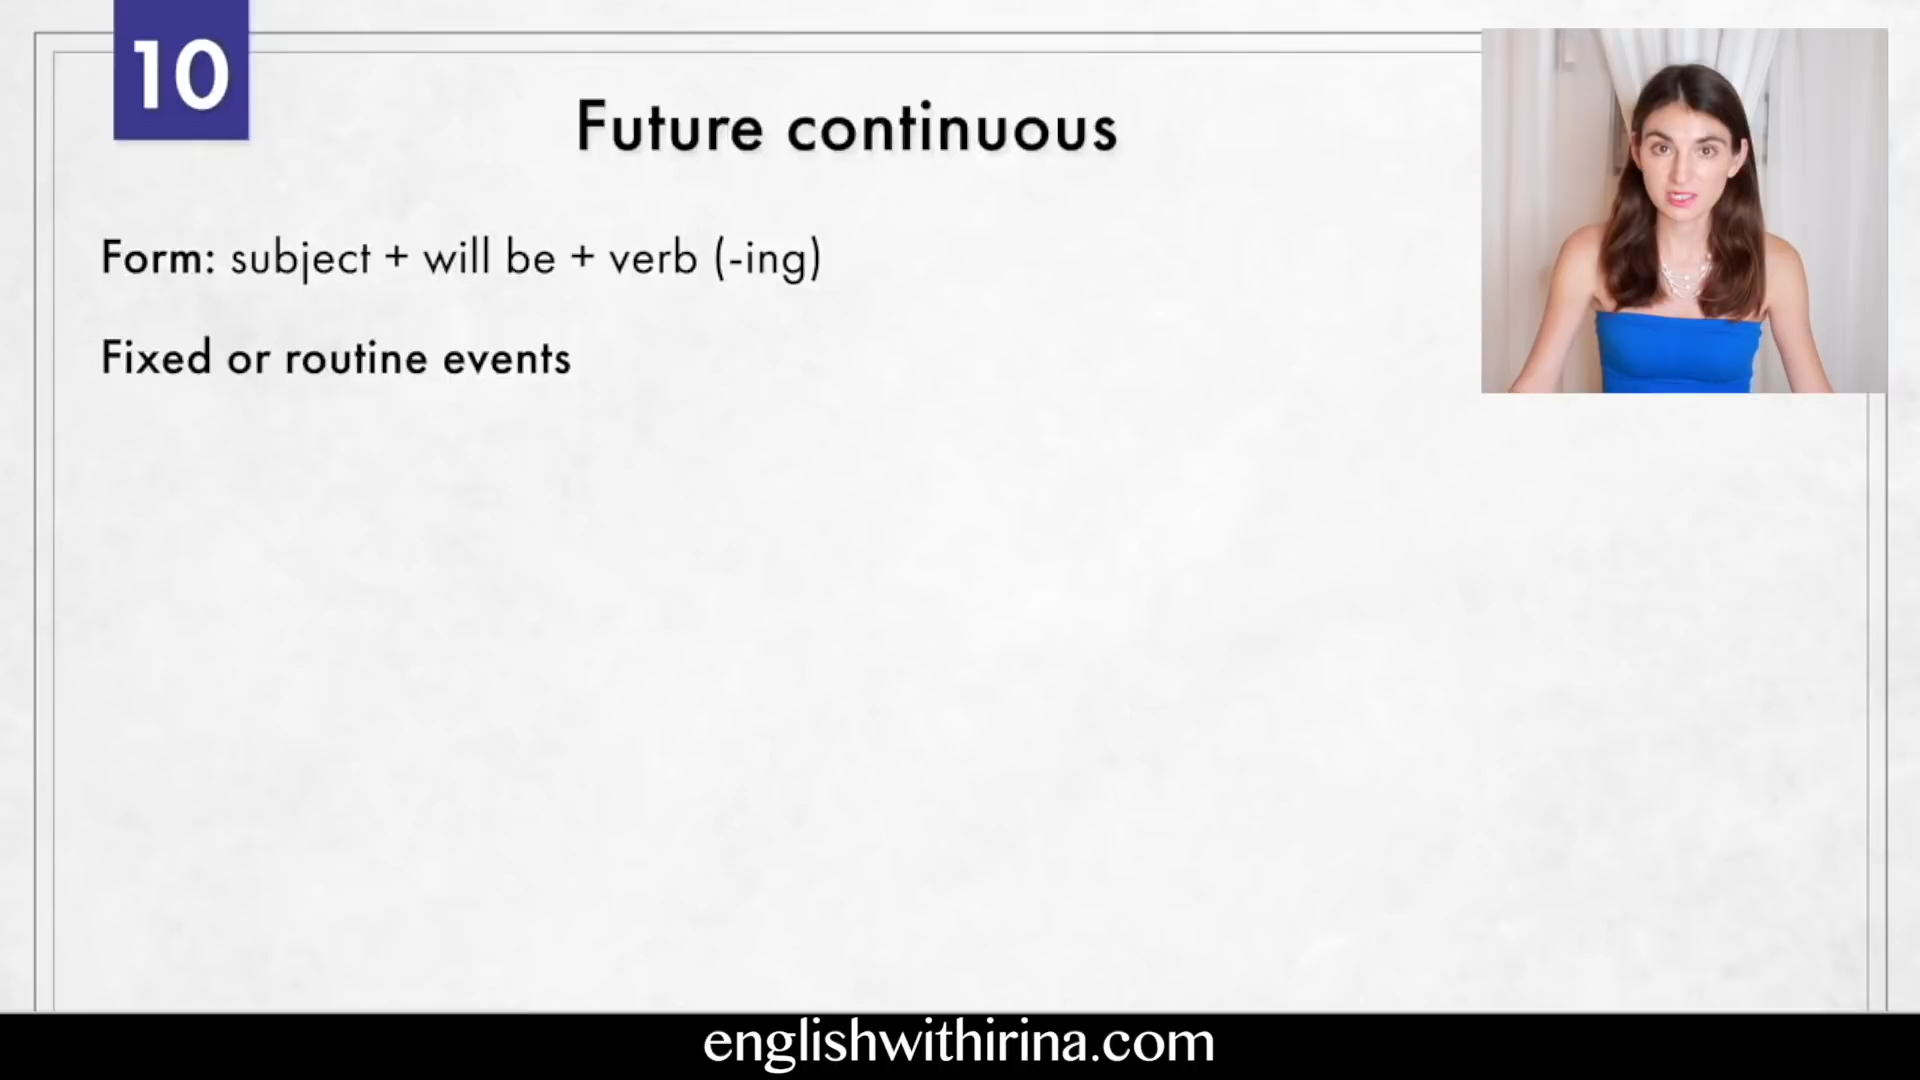 10
Future continuous
Form: subject + will be + verb (-ing)
Fixed or routine events
englishwithirina.com